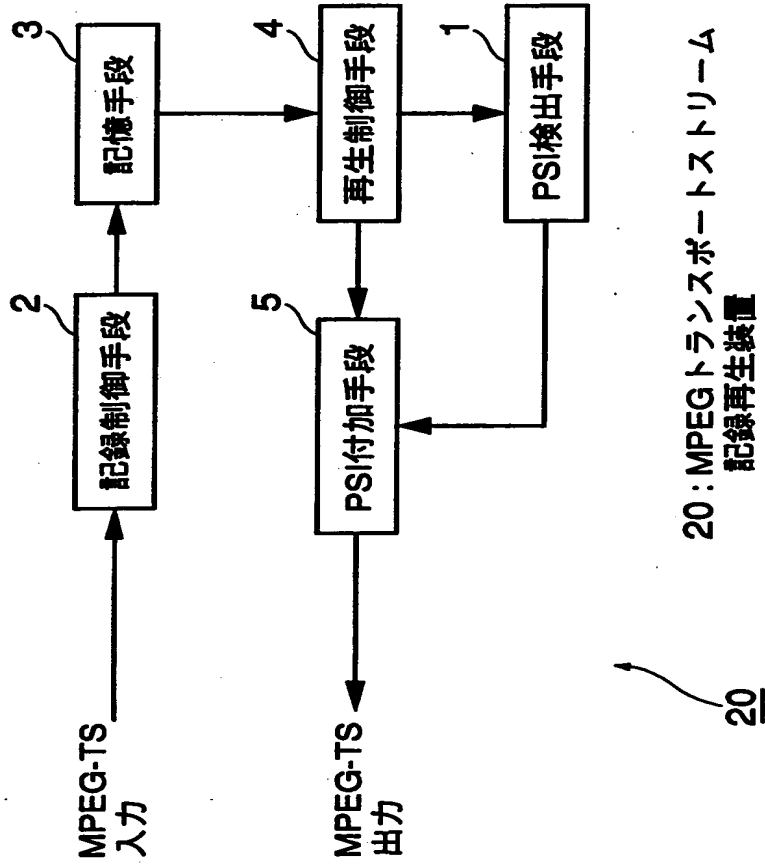 MPEG-TS
入力
2
記録制御手段
3
記憶手段
MPEG-TS
出力
5
PSI付加手段
4
再生制御手段
1
PSI検出手段
20
20:MPEGトランスポートストリーム
記録再生装置